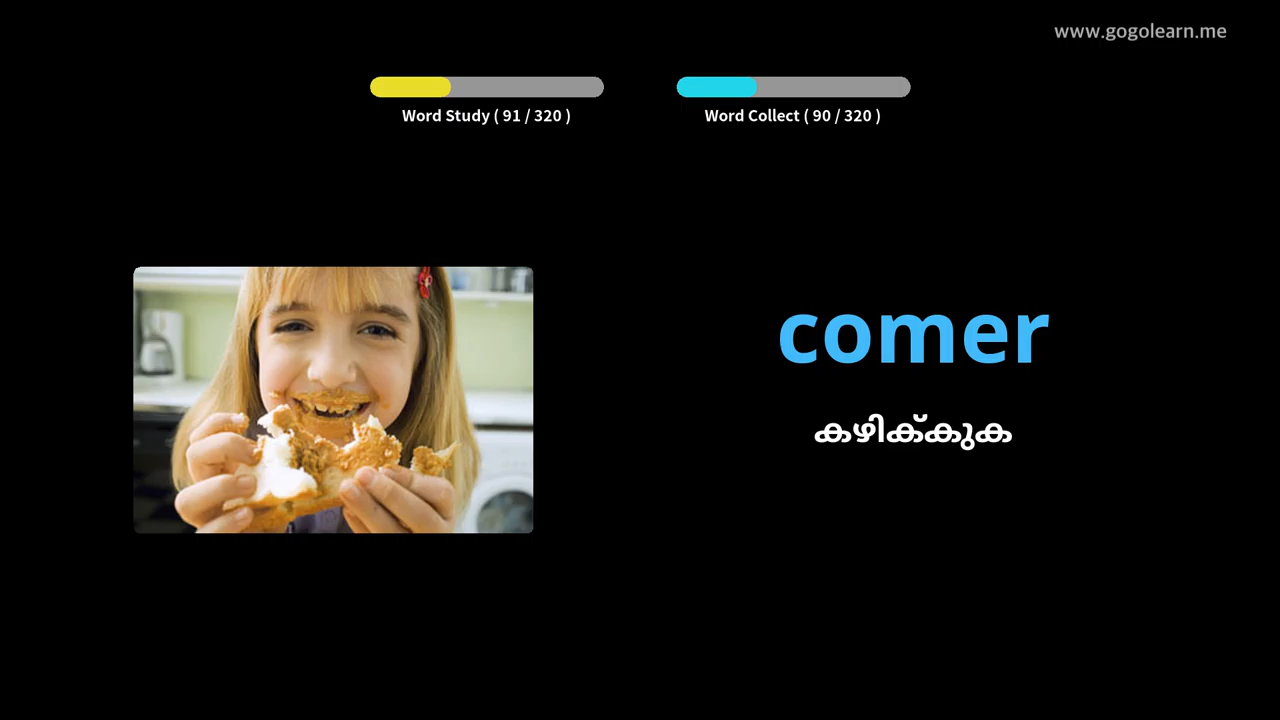 www.gogolearn.me
Word Study ( 91 / 320 )
Word Collect ( 90 / 320 )
comer
കഴിക്കുക